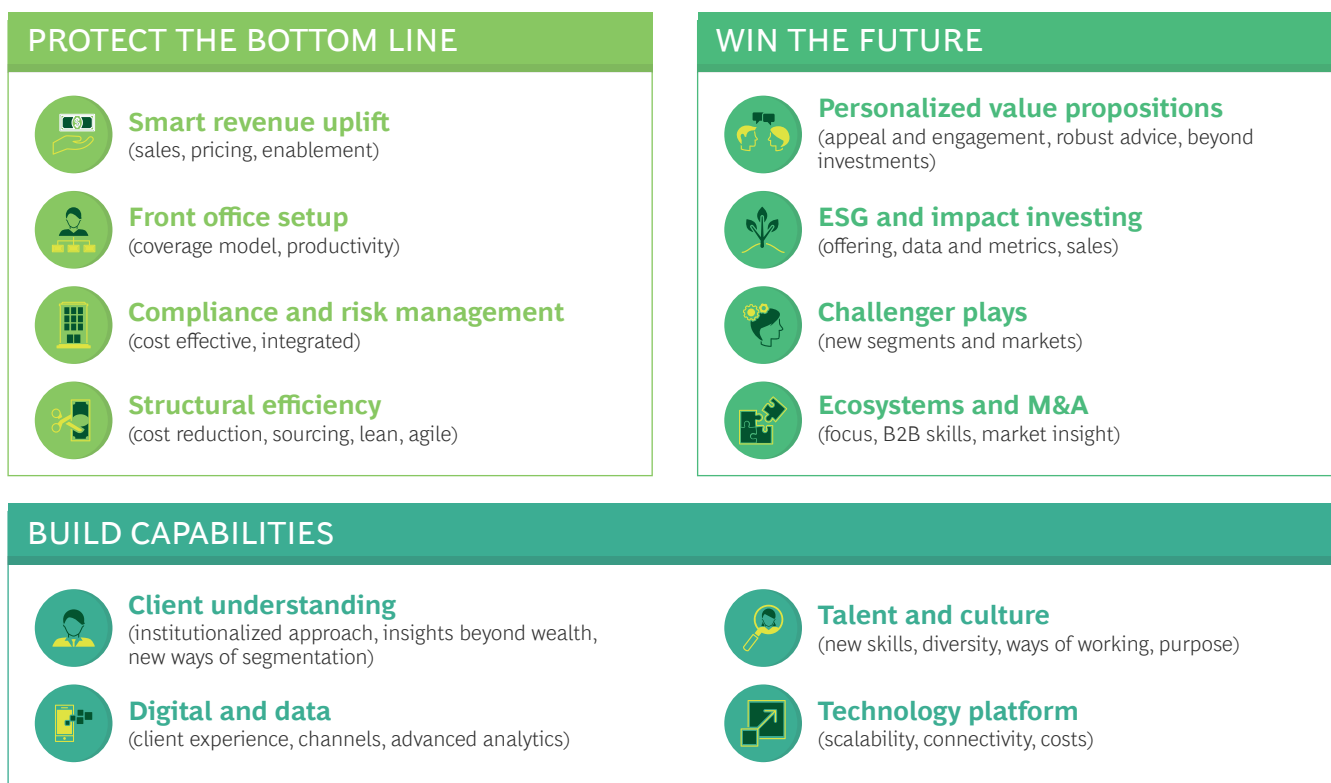 PROTECT THE BOTTOM LINE
Smart revenue uplift
(sales, pricing, enablement)
Front office setup
(coverage model, productivity)
Compliance and risk management
(cost effective, integrated)
Structural efficiency
(cost reduction, sourcing, lean, agile)
WIN THE FUTURE
Personalized value propositions
(appeal and engagement, robust advice, beyond
investments)
ESG and impact investing
(offering, data and metrics, sales)
Challenger plays
(new segments and markets)
Ecosystems and M&A
(focus, B2B skills, market insight)
BUILD CAPABILITIES
Client understanding
(institutionalized approach, insights beyond wealth,
new ways of segmentation)
Digital and data
(client experience, channels, advanced analytics)
Talent and culture
(new skills, diversity, ways of working, purpose)
Technology platform
(scalability, connectivity, costs)